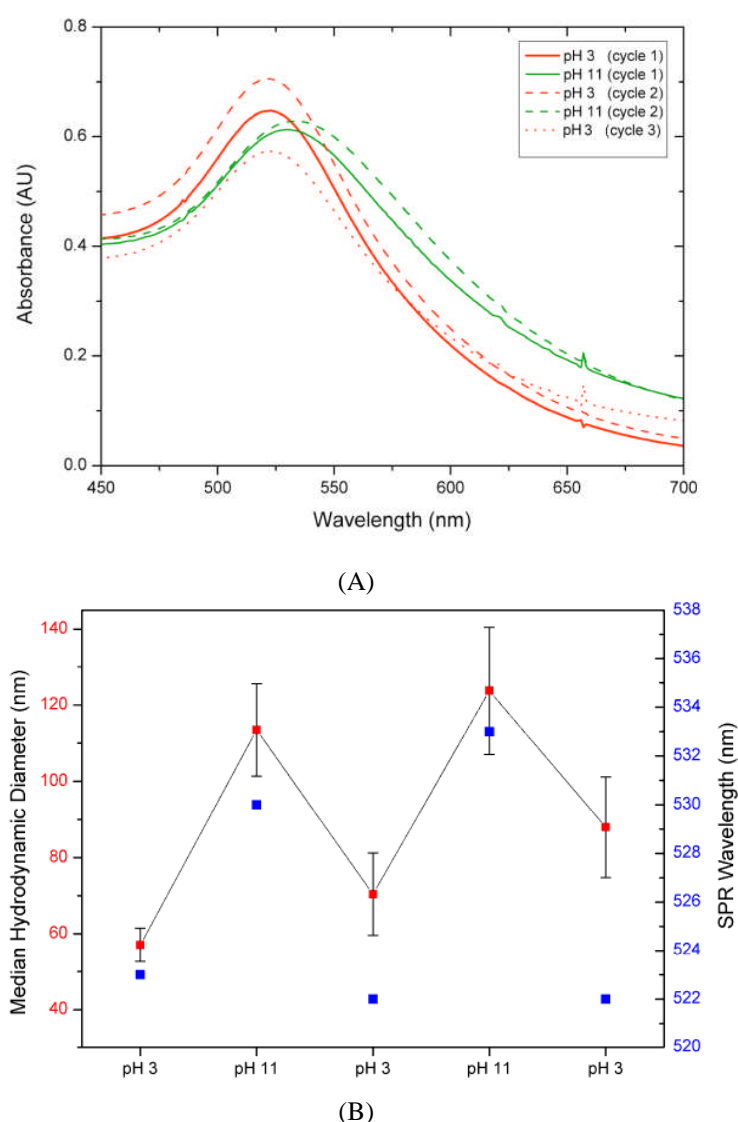 0.8
0.6
0.4
0.2
0.0
Absorbance (AU)
pH 3 (cycle 1)
pH 11 (cycle 1)
pH 3 (cycle 2)
pH 11 (cycle 2)
pH 3 (cycle 3)
450 500 550 600 650 700
Wavelength (nm)
(A)
Median Hydrodynamic Diameter (nm)
140
120
100
80
60
40
538
536
534
532
530
528
526
524
522
520
SPR Wavelength (nm)
pH 3 pH 11 pH 3 pH 11 pH 3
(B)